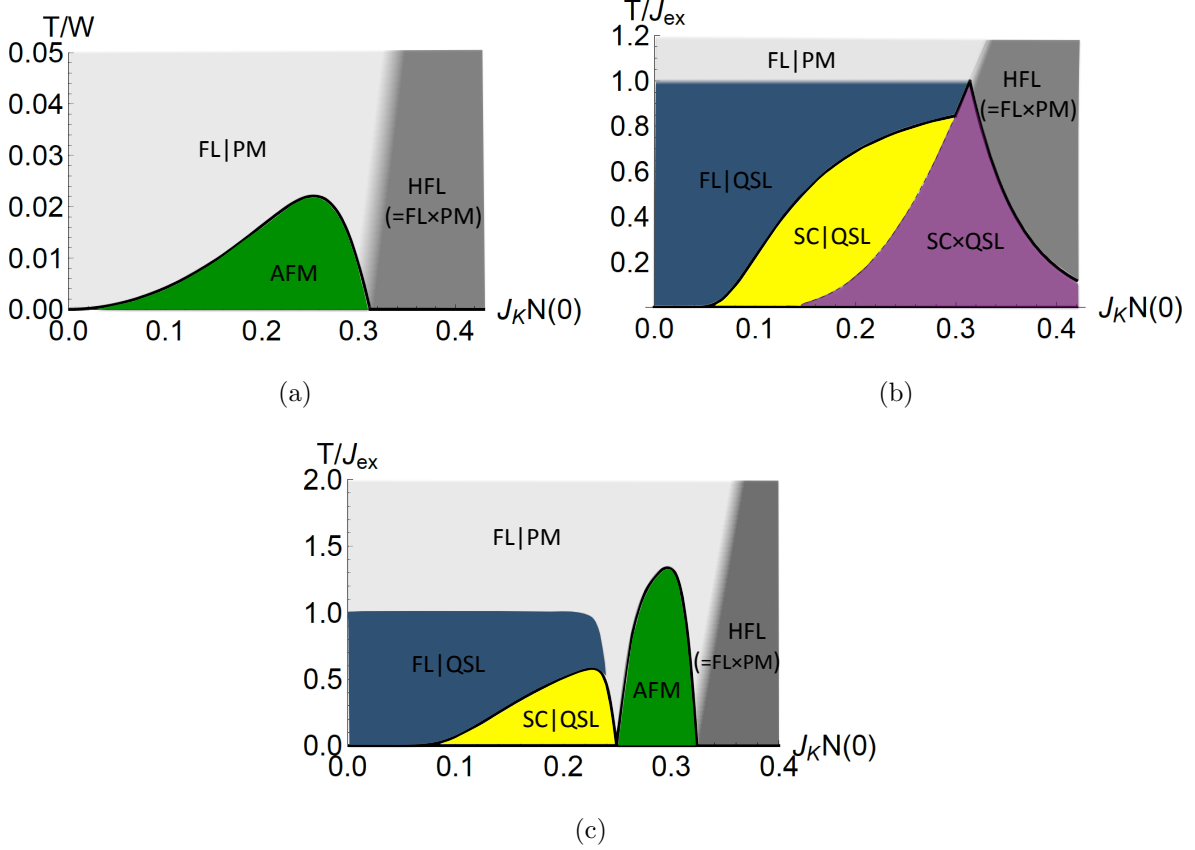 T/W
0.05
0.04
0.03
0.02
0.01
0.00
0.0 0.1 0.2 0.3 0.4
J_K N(0)
FL|PM
HFL
(=FL×PM)
AFM
(a)
T/J_ex
1.2
1.0
0.8
0.6
0.4
0.2
0.0 0.1 0.2 0.3 0.4
J_K N(0)
FL|PM
HFL
(=FL×PM)
FL|QSL
SC|QSL
SC×QSL
(b)
T/J_ex
2.0
1.5
1.0
0.5
0.0
0.0 0.1 0.2 0.3 0.4
J_K N(0)
FL|PM
FL|QSL
HFL
(=FL×PM)
AFM
SC|QSL
(c)